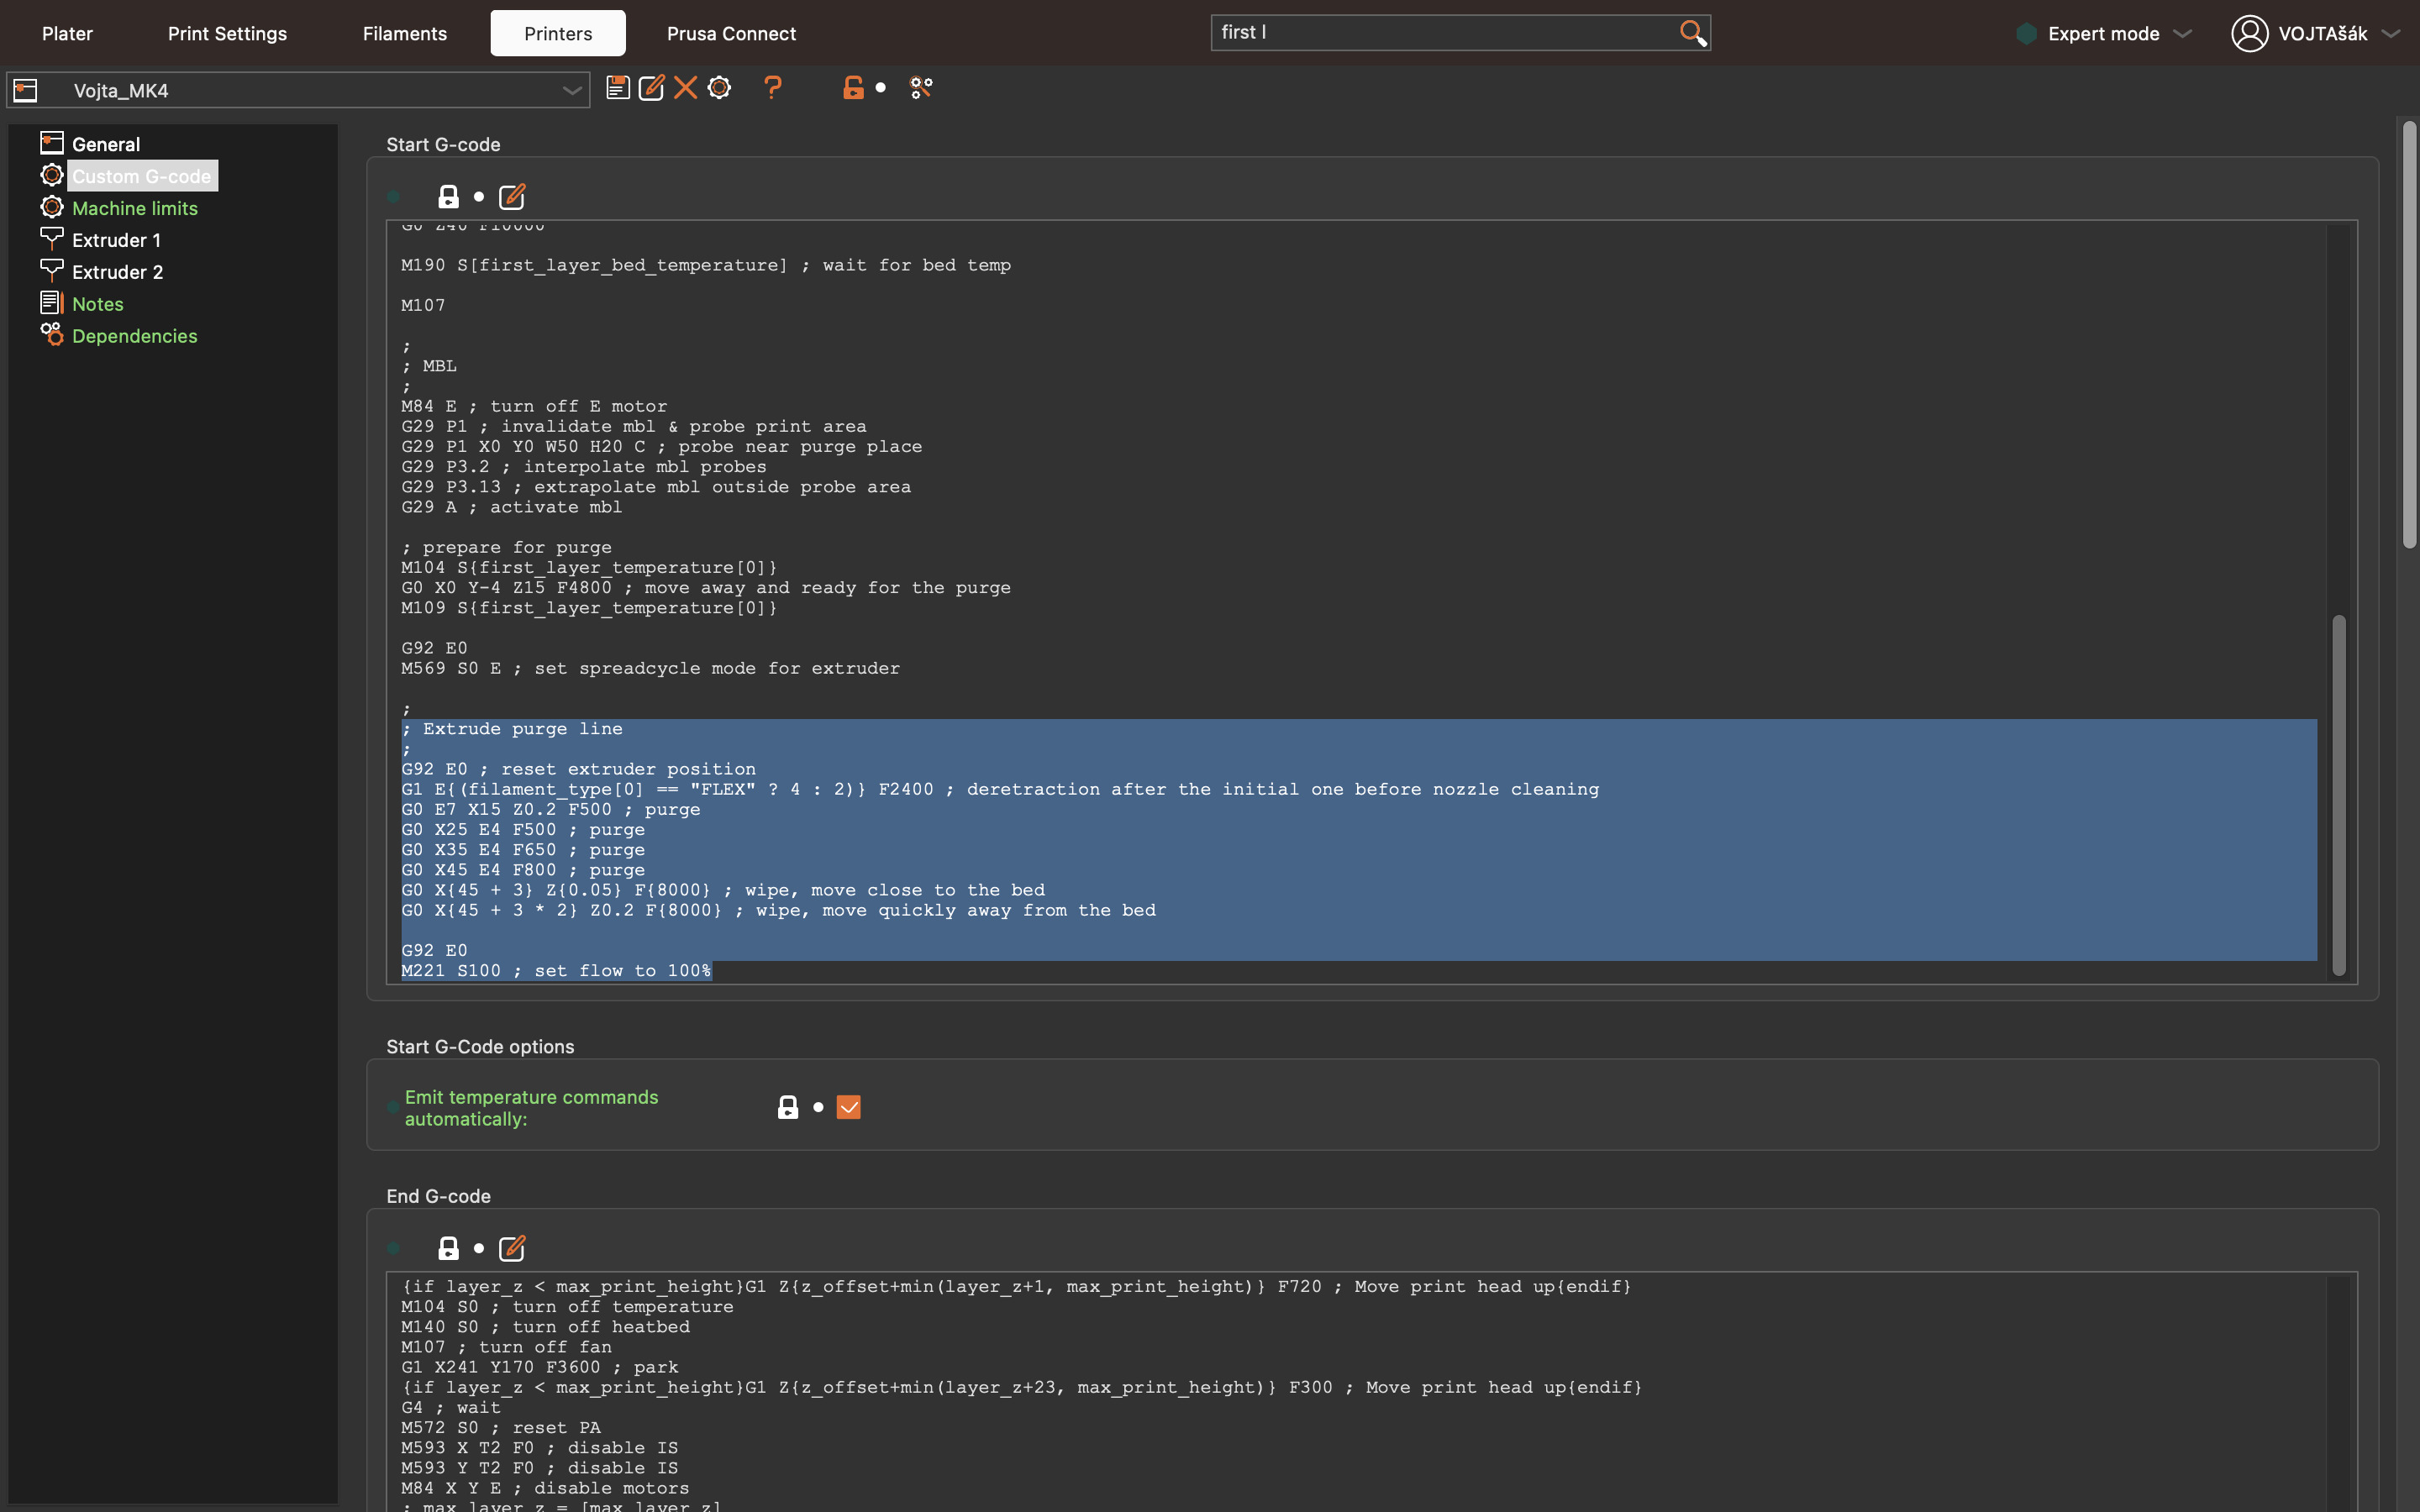 Plater
Print Settings
Filaments
Printers
Prusa Connect
first l
Expert mode
VOJTAšák
Vojta_MK4
General
Custom G-code
Machine limits
Extruder 1
Extruder 2
Notes
Dependencies
Start G-code
G0 Z40 F10000
M190 S[first_layer_bed_temperature] ; wait for bed temp
M107
;
; MBL
;
M84 E ; turn off E motor
G29 P1 ; invalidate mbl & probe print area
G29 P1 X0 Y0 W50 H20 C ; probe near purge place
G29 P3.2 ; interpolate mbl probes
G29 P3.13 ; extrapolate mbl outside probe area
G29 A ; activate mbl
; prepare for purge
M104 S{first_layer_temperature[0]}
G0 X0 Y-4 Z15 F4800 ; move away and ready for the purge
M109 S{first_layer_temperature[0]}
G92 E0
M569 S0 E ; set spreadcycle mode for extruder
;
; Extrude purge line
;
G92 E0 ; reset extruder position
G1 E{(filament_type[0] == "FLEX" ? 4 : 2)} F2400 ; deretraction after the initial one before nozzle cleaning
G0 E7 X15 Z0.2 F500 ; purge
G0 X25 E4 F500 ; purge
G0 X35 E4 F650 ; purge
G0 X45 E4 F800 ; purge
G0 X{45 + 3} Z{0.05} F{8000} ; wipe, move close to the bed
G0 X{45 + 3 * 2} Z0.2 F{8000} ; wipe, move quickly away from the bed
G92 E0
M221 S100 ; set flow to 100%
Start G-Code options
Emit temperature commands
automatically:
End G-code
{if layer_z < max_print_height}G1 Z{z_offset+min(layer_z+1, max_print_height)} F720 ; Move print head up{endif}
M104 S0 ; turn off temperature
M140 S0 ; turn off heatbed
M107 ; turn off fan
G1 X241 Y170 F3600 ; park
{if layer_z < max_print_height}G1 Z{z_offset+min(layer_z+23, max_print_height)} F300 ; Move print head up{endif}
G4 ; wait
M572 S0 ; reset PA
M593 X T2 F0 ; disable IS
M593 Y T2 F0 ; disable IS
M84 X Y E ; disable motors
; max_layer_z = [max_layer_z]